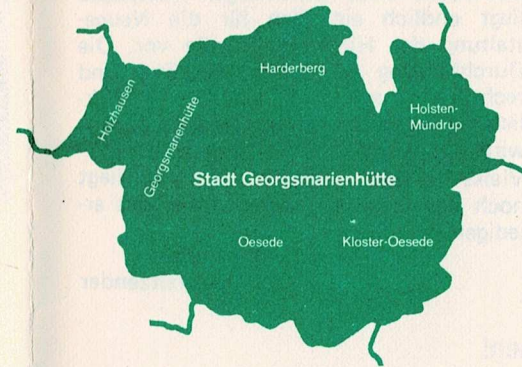 Harderberg
Holzhausen
Georgsmarienhütte
Holsten-
Mündrup
Stadt Georgsmarienhütte
Oesede
Kloster-Oesede